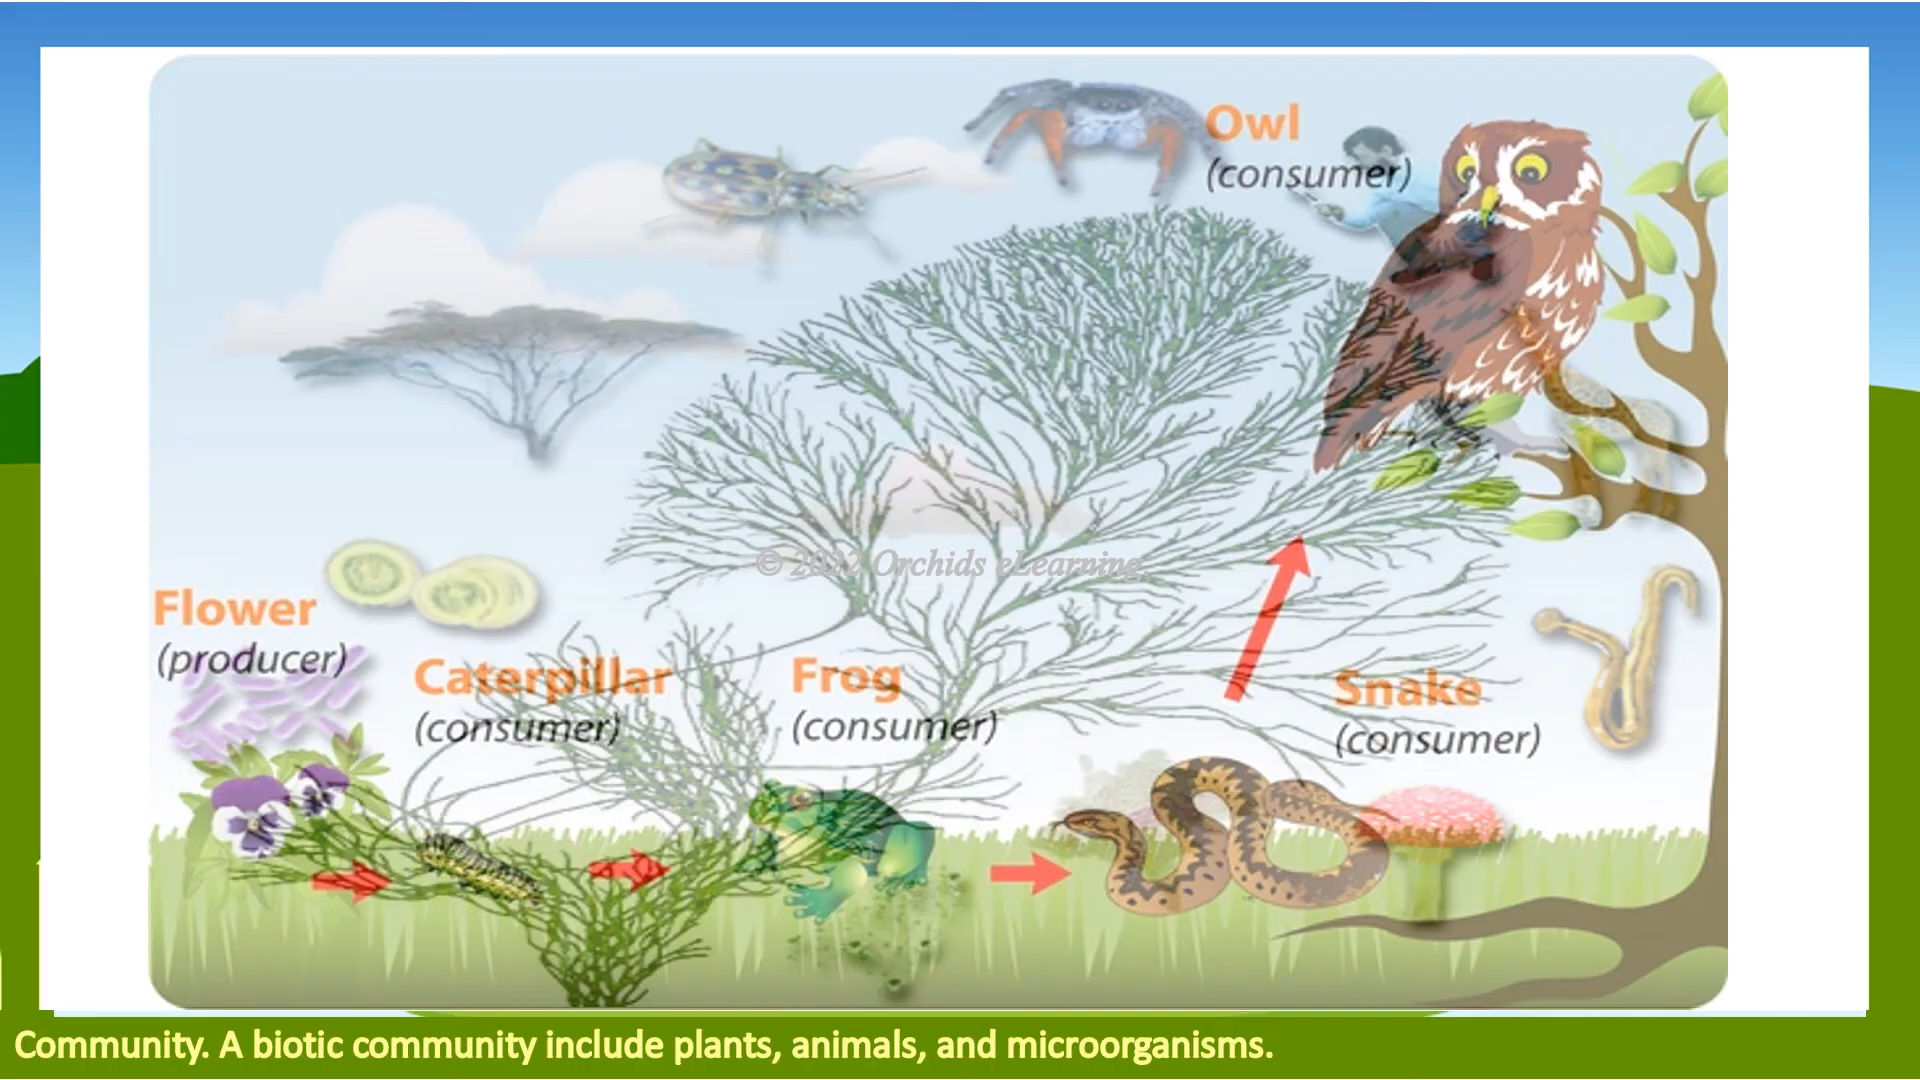 Owl
(consumer)
© 2022 Orchids eLearning
Flower
(producer)
Caterpillar
(consumer)
Frog
(consumer)
Snake
(consumer)
Community. A biotic community include plants, animals, and microorganisms.